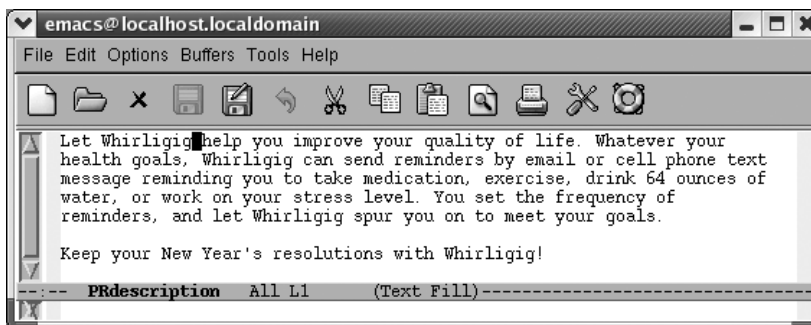 emacs@localhost.localdomain
File Edit Options Buffers Tools Help
Let Whirligig help you improve your quality of life. Whatever your
health goals, Whirligig can send reminders by email or cell phone text
message reminding you to take medication, exercise, drink 64 ounces of
water, or work on your stress level. You set the frequency of
reminders, and let Whirligig spur you on to meet your goals.
Keep your New Year's resolutions with Whirligig!
--:-- PRdescription All L1 (Text Fill)--------------------------------